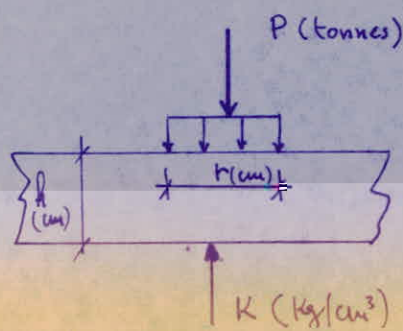 P (tonnes)
r(cm)
h
(cm)
K (Kg/cm³)